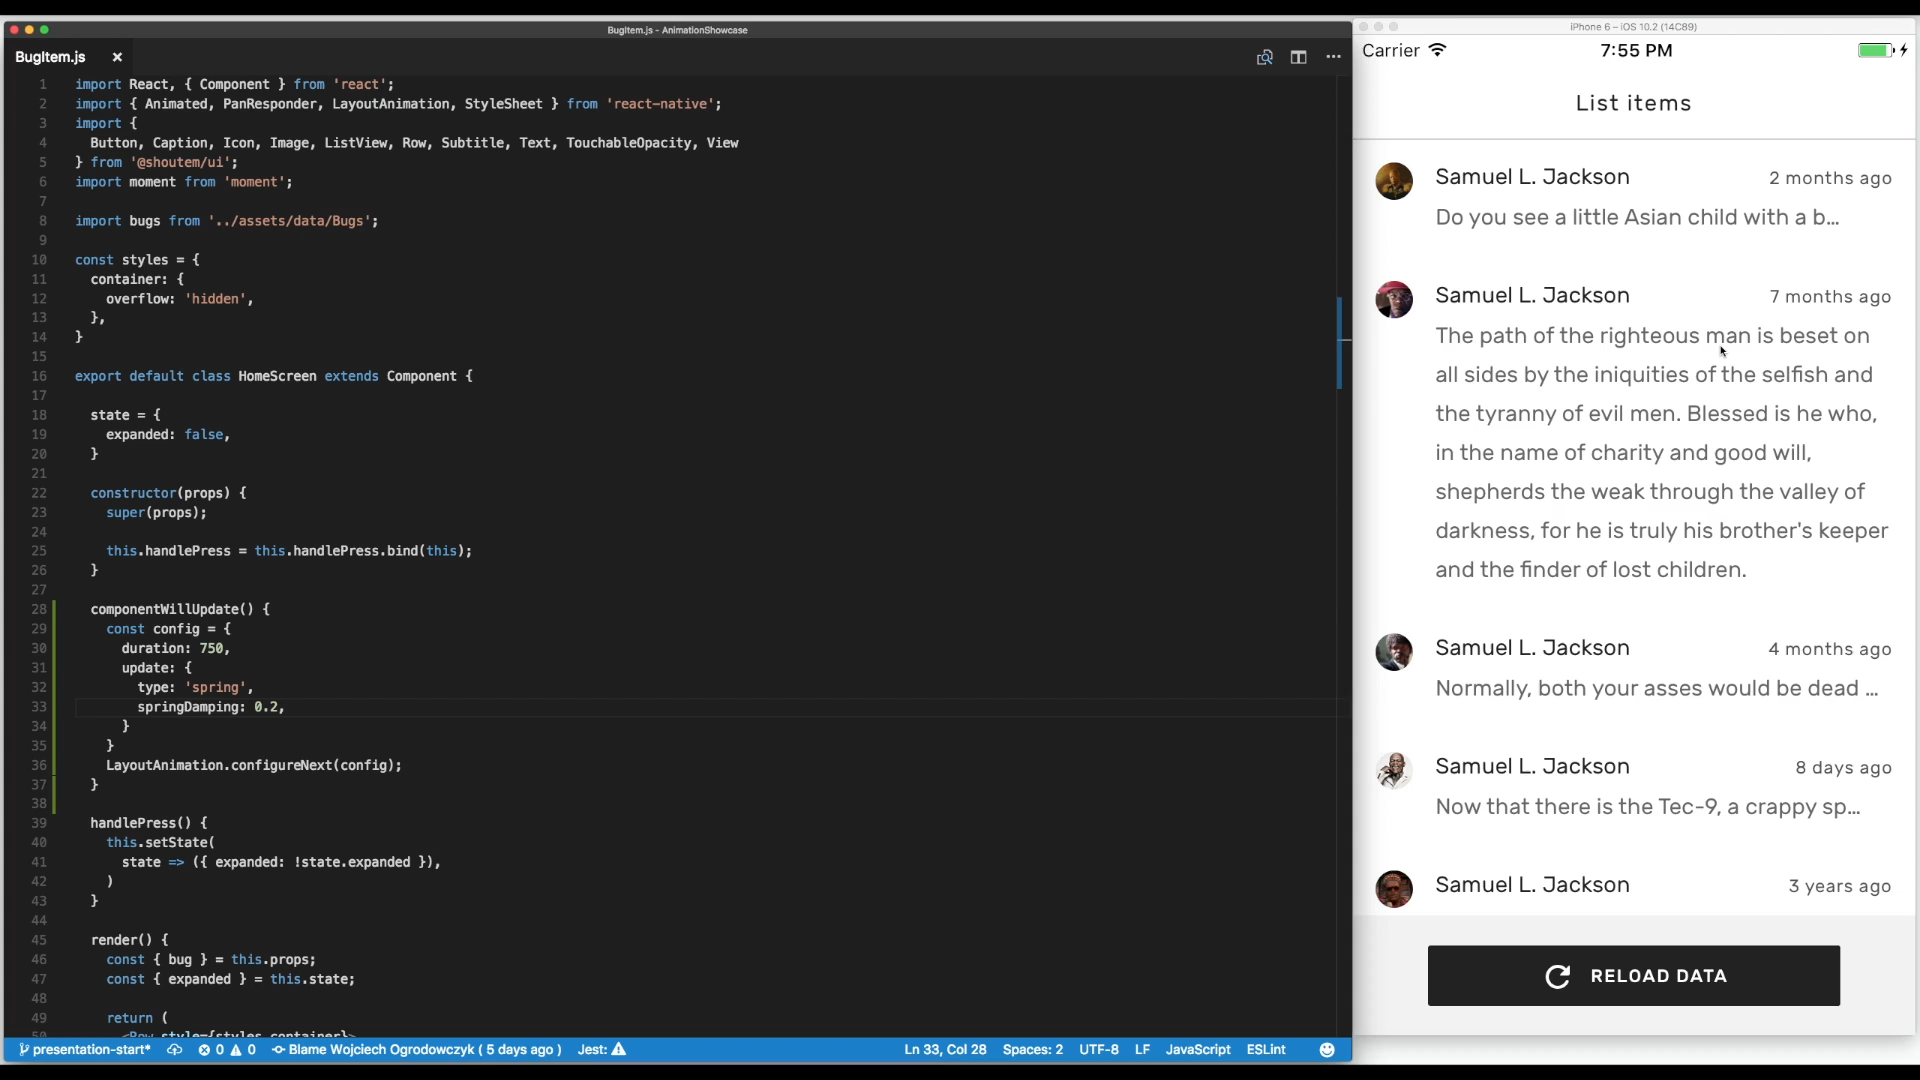 BugItem.js - AnimationShowcase
BugItem.js ×
1 import React, { Component } from 'react';
2 import { Animated, PanResponder, LayoutAnimation, StyleSheet } from 'react-native';
3 import {
4 Button, Caption, Icon, Image, ListView, Row, Subtitle, Text, TouchableOpacity, View
5 } from '@shoutem/ui';
6 import moment from 'moment';
7
8 import bugs from '../assets/data/Bugs';
9
10 const styles = {
11 container: {
12 overflow: 'hidden',
13 },
14 }
15
16 export default class HomeScreen extends Component {
17
18 state = {
19 expanded: false,
20 }
21
22 constructor(props) {
23 super(props);
24
25 this.handlePress = this.handlePress.bind(this);
26 }
27
28 componentWillUpdate() {
29 const config = {
30 duration: 750,
31 update: {
32 type: 'spring',
33 springDamping: 0.2,
34 }
35 }
36 LayoutAnimation.configureNext(config);
37 }
38
39 handlePress() {
40 this.setState(
41 state => ({ expanded: !state.expanded }),
42 )
43 }
44
45 render() {
46 const { bug } = this.props;
47 const { expanded } = this.state;
48
49 return (
50 <Row style={styles.container}>
presentation-start* 0 0 Blame Wojciech Ogrodowczyk ( 5 days ago ) Jest: Ln 33, Col 28 Spaces: 2 UTF-8 LF JavaScript ESLint
iPhone 6 – iOS 10.2 (14C89)
Carrier 7:55 PM
List items
Samuel L. Jackson 2 months ago
Do you see a little Asian child with a b...
Samuel L. Jackson 7 months ago
The path of the righteous man is beset on
all sides by the iniquities of the selfish and
the tyranny of evil men. Blessed is he who,
in the name of charity and good will,
shepherds the weak through the valley of
darkness, for he is truly his brother's keeper
and the finder of lost children.
Samuel L. Jackson 4 months ago
Normally, both your asses would be dead ...
Samuel L. Jackson 8 days ago
Now that there is the Tec-9, a crappy sp...
Samuel L. Jackson 3 years ago
RELOAD DATA